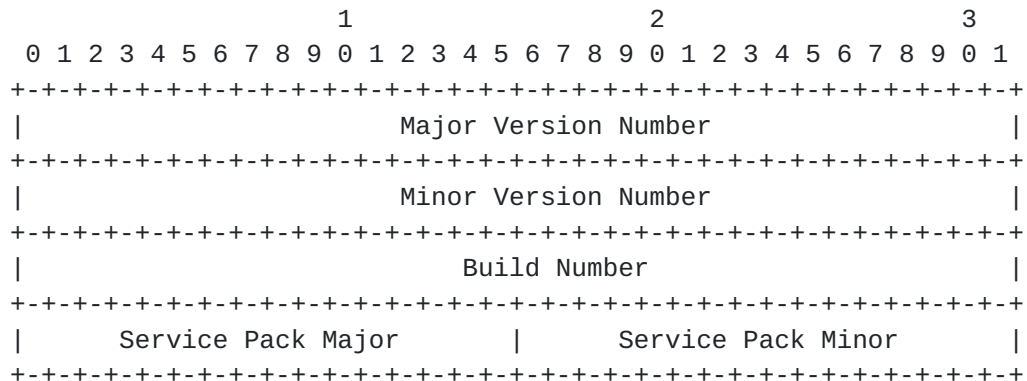 1                   2                   3
 0 1 2 3 4 5 6 7 8 9 0 1 2 3 4 5 6 7 8 9 0 1 2 3 4 5 6 7 8 9 0 1
+-+-+-+-+-+-+-+-+-+-+-+-+-+-+-+-+-+-+-+-+-+-+-+-+-+-+-+-+-+-+-+-+
|                        Major Version Number                   |
+-+-+-+-+-+-+-+-+-+-+-+-+-+-+-+-+-+-+-+-+-+-+-+-+-+-+-+-+-+-+-+-+
|                        Minor Version Number                   |
+-+-+-+-+-+-+-+-+-+-+-+-+-+-+-+-+-+-+-+-+-+-+-+-+-+-+-+-+-+-+-+-+
|                            Build Number                       |
+-+-+-+-+-+-+-+-+-+-+-+-+-+-+-+-+-+-+-+-+-+-+-+-+-+-+-+-+-+-+-+-+
|      Service Pack Major       |      Service Pack Minor       |
+-+-+-+-+-+-+-+-+-+-+-+-+-+-+-+-+-+-+-+-+-+-+-+-+-+-+-+-+-+-+-+-+